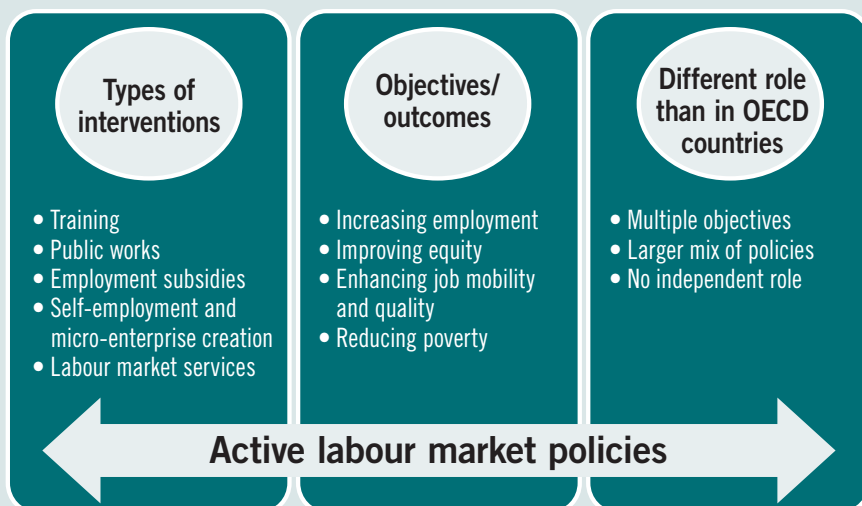 Types of
interventions
• Training
• Public works
• Employment subsidies
• Self-employment and
micro-enterprise creation
• Labour market services
Objectives/
outcomes
• Increasing employment
• Improving equity
• Enhancing job mobility
and quality
• Reducing poverty
Different role
than in OECD
countries
• Multiple objectives
• Larger mix of policies
• No independent role
Active labour market policies